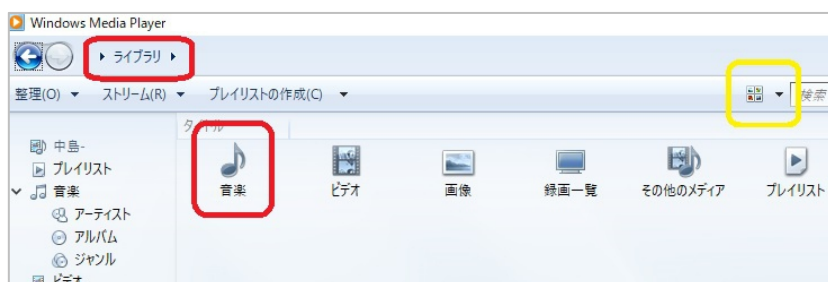 Windows Media Player
ライブラリ
整理(O) ストリーム(R) プレイリストの作成(C) 検索
タイトル
中島-
プレイリスト
音楽
アーティスト
アルバム
ジャンル
ビデオ
音楽 ビデオ 画像 録画一覧 その他のメディア プレイリスト